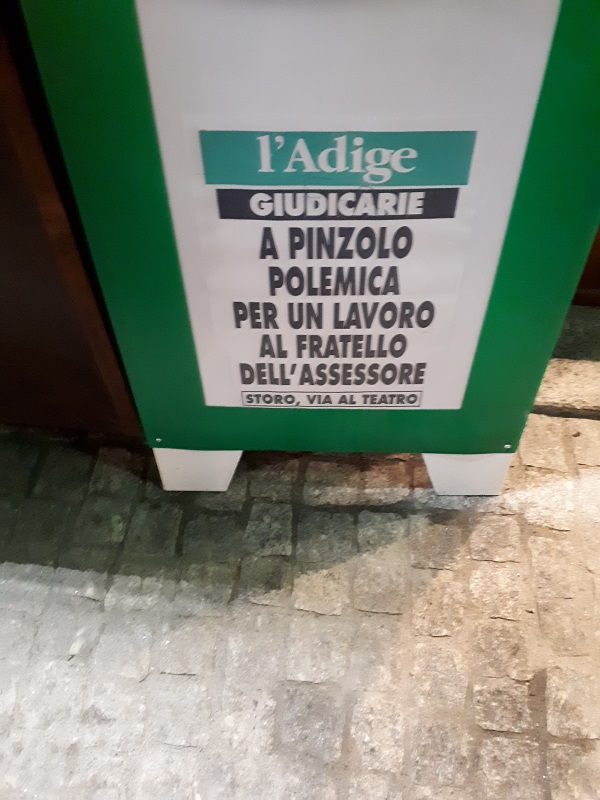 l'Adige
GIUDICARIE
A PINZOLO
POLEMICA
PER UN LAVORO
AL FRATELLO
DELL'ASSESSORE
STORO, VIA AL TEATRO